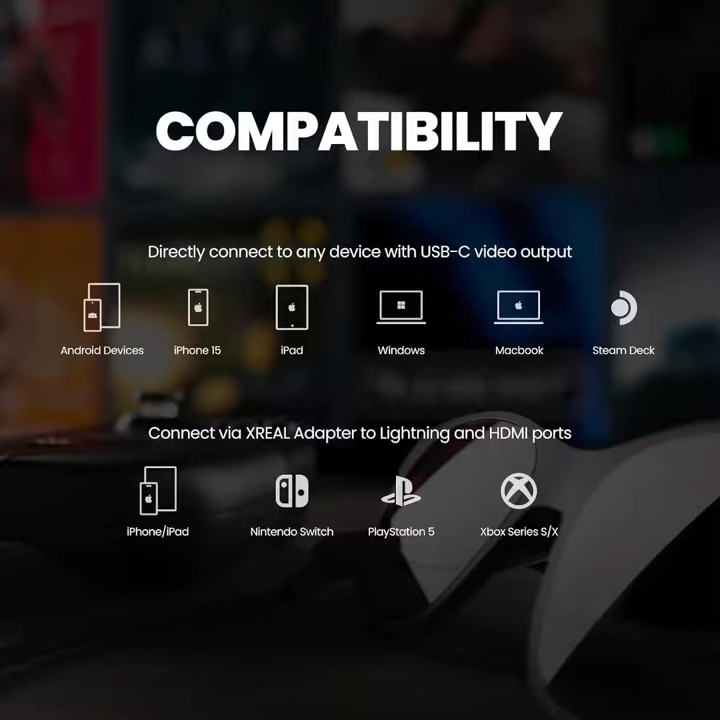 COMPATIBILITY
Directly connect to any device with USB-C video output
Android Devices
iPhone 15
iPad
Windows
Macbook
Steam Deck
Connect via XREAL Adapter to Lightning and HDMI ports
iPhone/iPad
Nintendo Switch
PlayStation 5
Xbox Series S/X